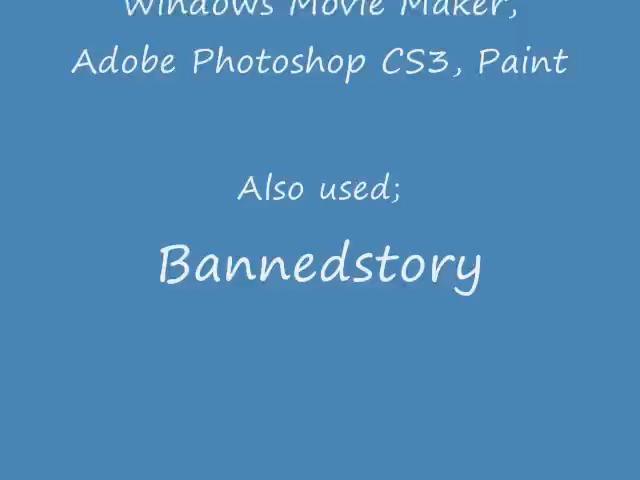 Windows Movie Maker,
Adobe Photoshop CS3, Paint
Also used;
Bannedstory